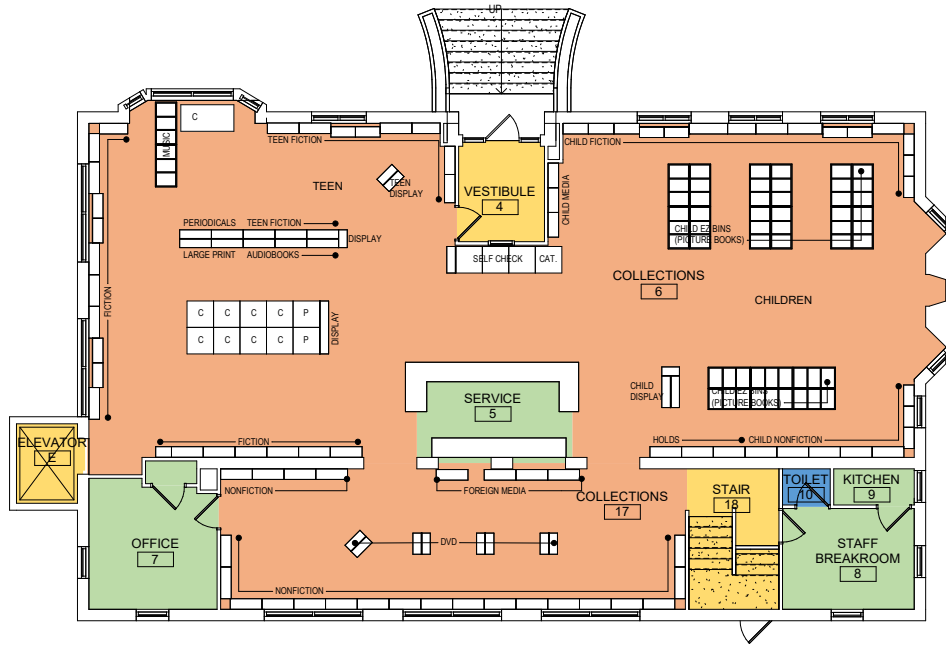 UP
C
MUSIC
TEEN FICTION
CHILD FICTION
TEEN
TEEN
DISPLAY
VESTIBULE
4
CHILD MEDIA
PERIODICALS TEEN FICTION
DISPLAY
LARGE PRINT AUDIOBOOKS
SELF CHECK CAT.
CHILD EZ BINS
(PICTURE BOOKS)
COLLECTIONS
6
CHILDREN
FICTION
C C C C P
C C C C P
DISPLAY
SERVICE
5
CHILD
DISPLAY
CHILD EZ BINS
(PICTURE BOOKS)
ELEVATOR
E
FICTION
HOLDS
CHILD NONFICTION
NONFICTION
FOREIGN MEDIA
COLLECTIONS
17
STAIR
18
TOILET
10
KITCHEN
9
OFFICE
7
DVD
STAFF
BREAKROOM
8
NONFICTION